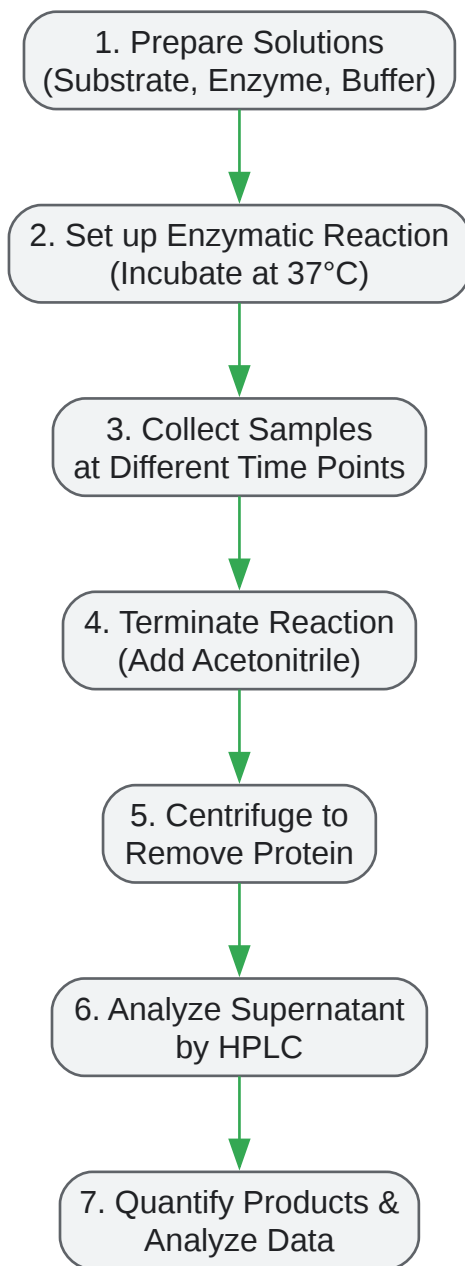 1. Prepare Solutions
(Substrate, Enzyme, Buffer)
2. Set up Enzymatic Reaction
(Incubate at 37°C)
3. Collect Samples
at Different Time Points
4. Terminate Reaction
(Add Acetonitrile)
5. Centrifuge to
Remove Protein
6. Analyze Supernatant
by HPLC
7. Quantify Products &
Analyze Data